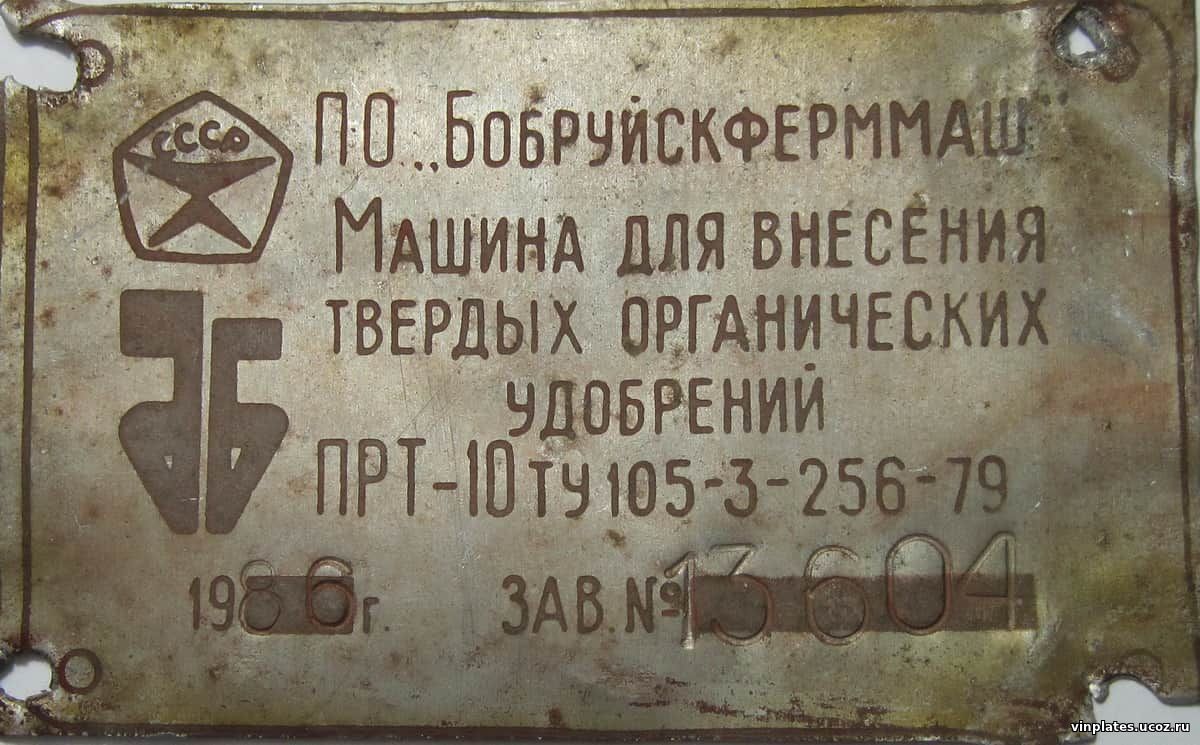 СССР
ПО „Бобруйскферммаш"
Машина для внесения
твердых органических
удобрений
ПРТ-10 ТУ 105-3-256-79
1986 г. ЗАВ. № 13604
vinplates.ucoz.ru